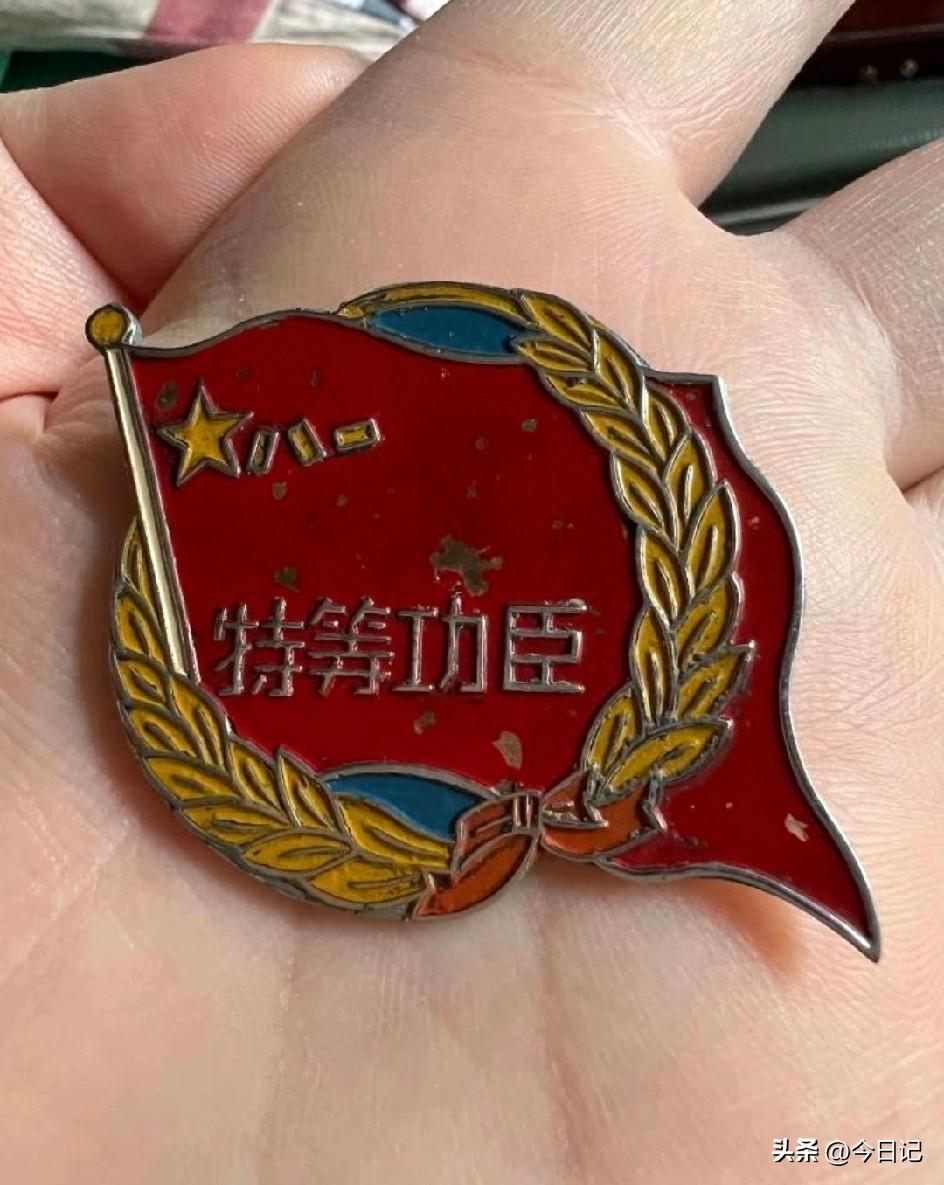 八一
特等功臣
头条 @今日记